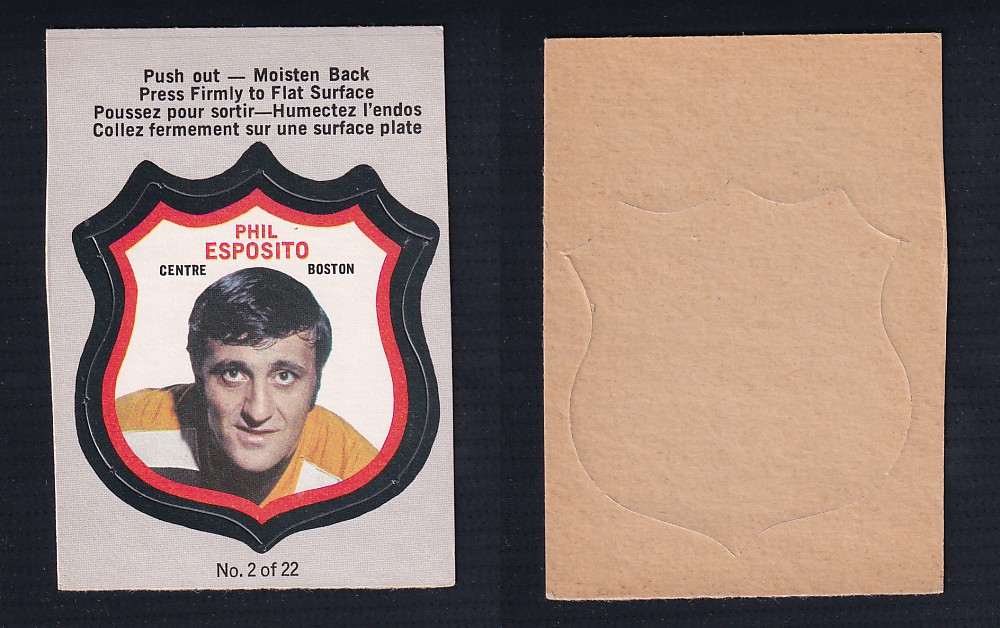 Push out — Moisten Back
Press Firmly to Flat Surface
Poussez pour sortir—Humectez l'endos
Collez fermement sur une surface plate
PHIL
ESPOSITO
CENTRE BOSTON
No. 2 of 22